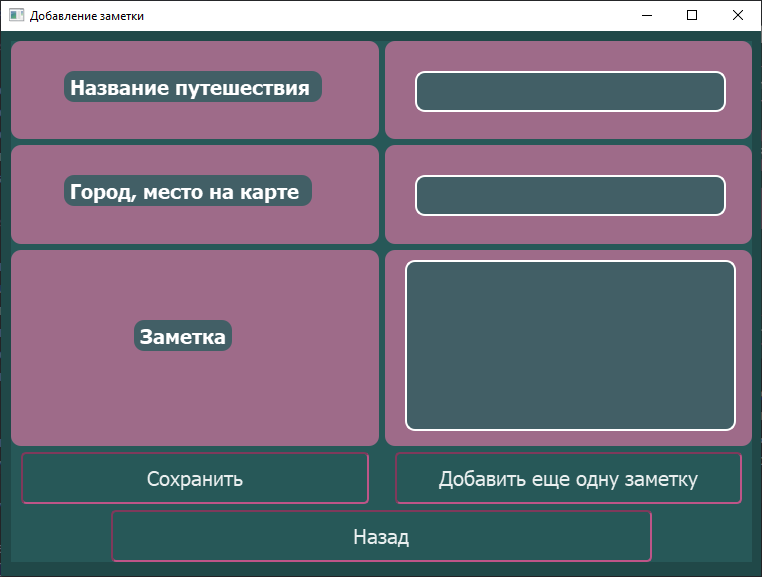 Добавление заметки
Название путешествия
Город, место на карте
Заметка
Сохранить
Добавить еще одну заметку
Назад